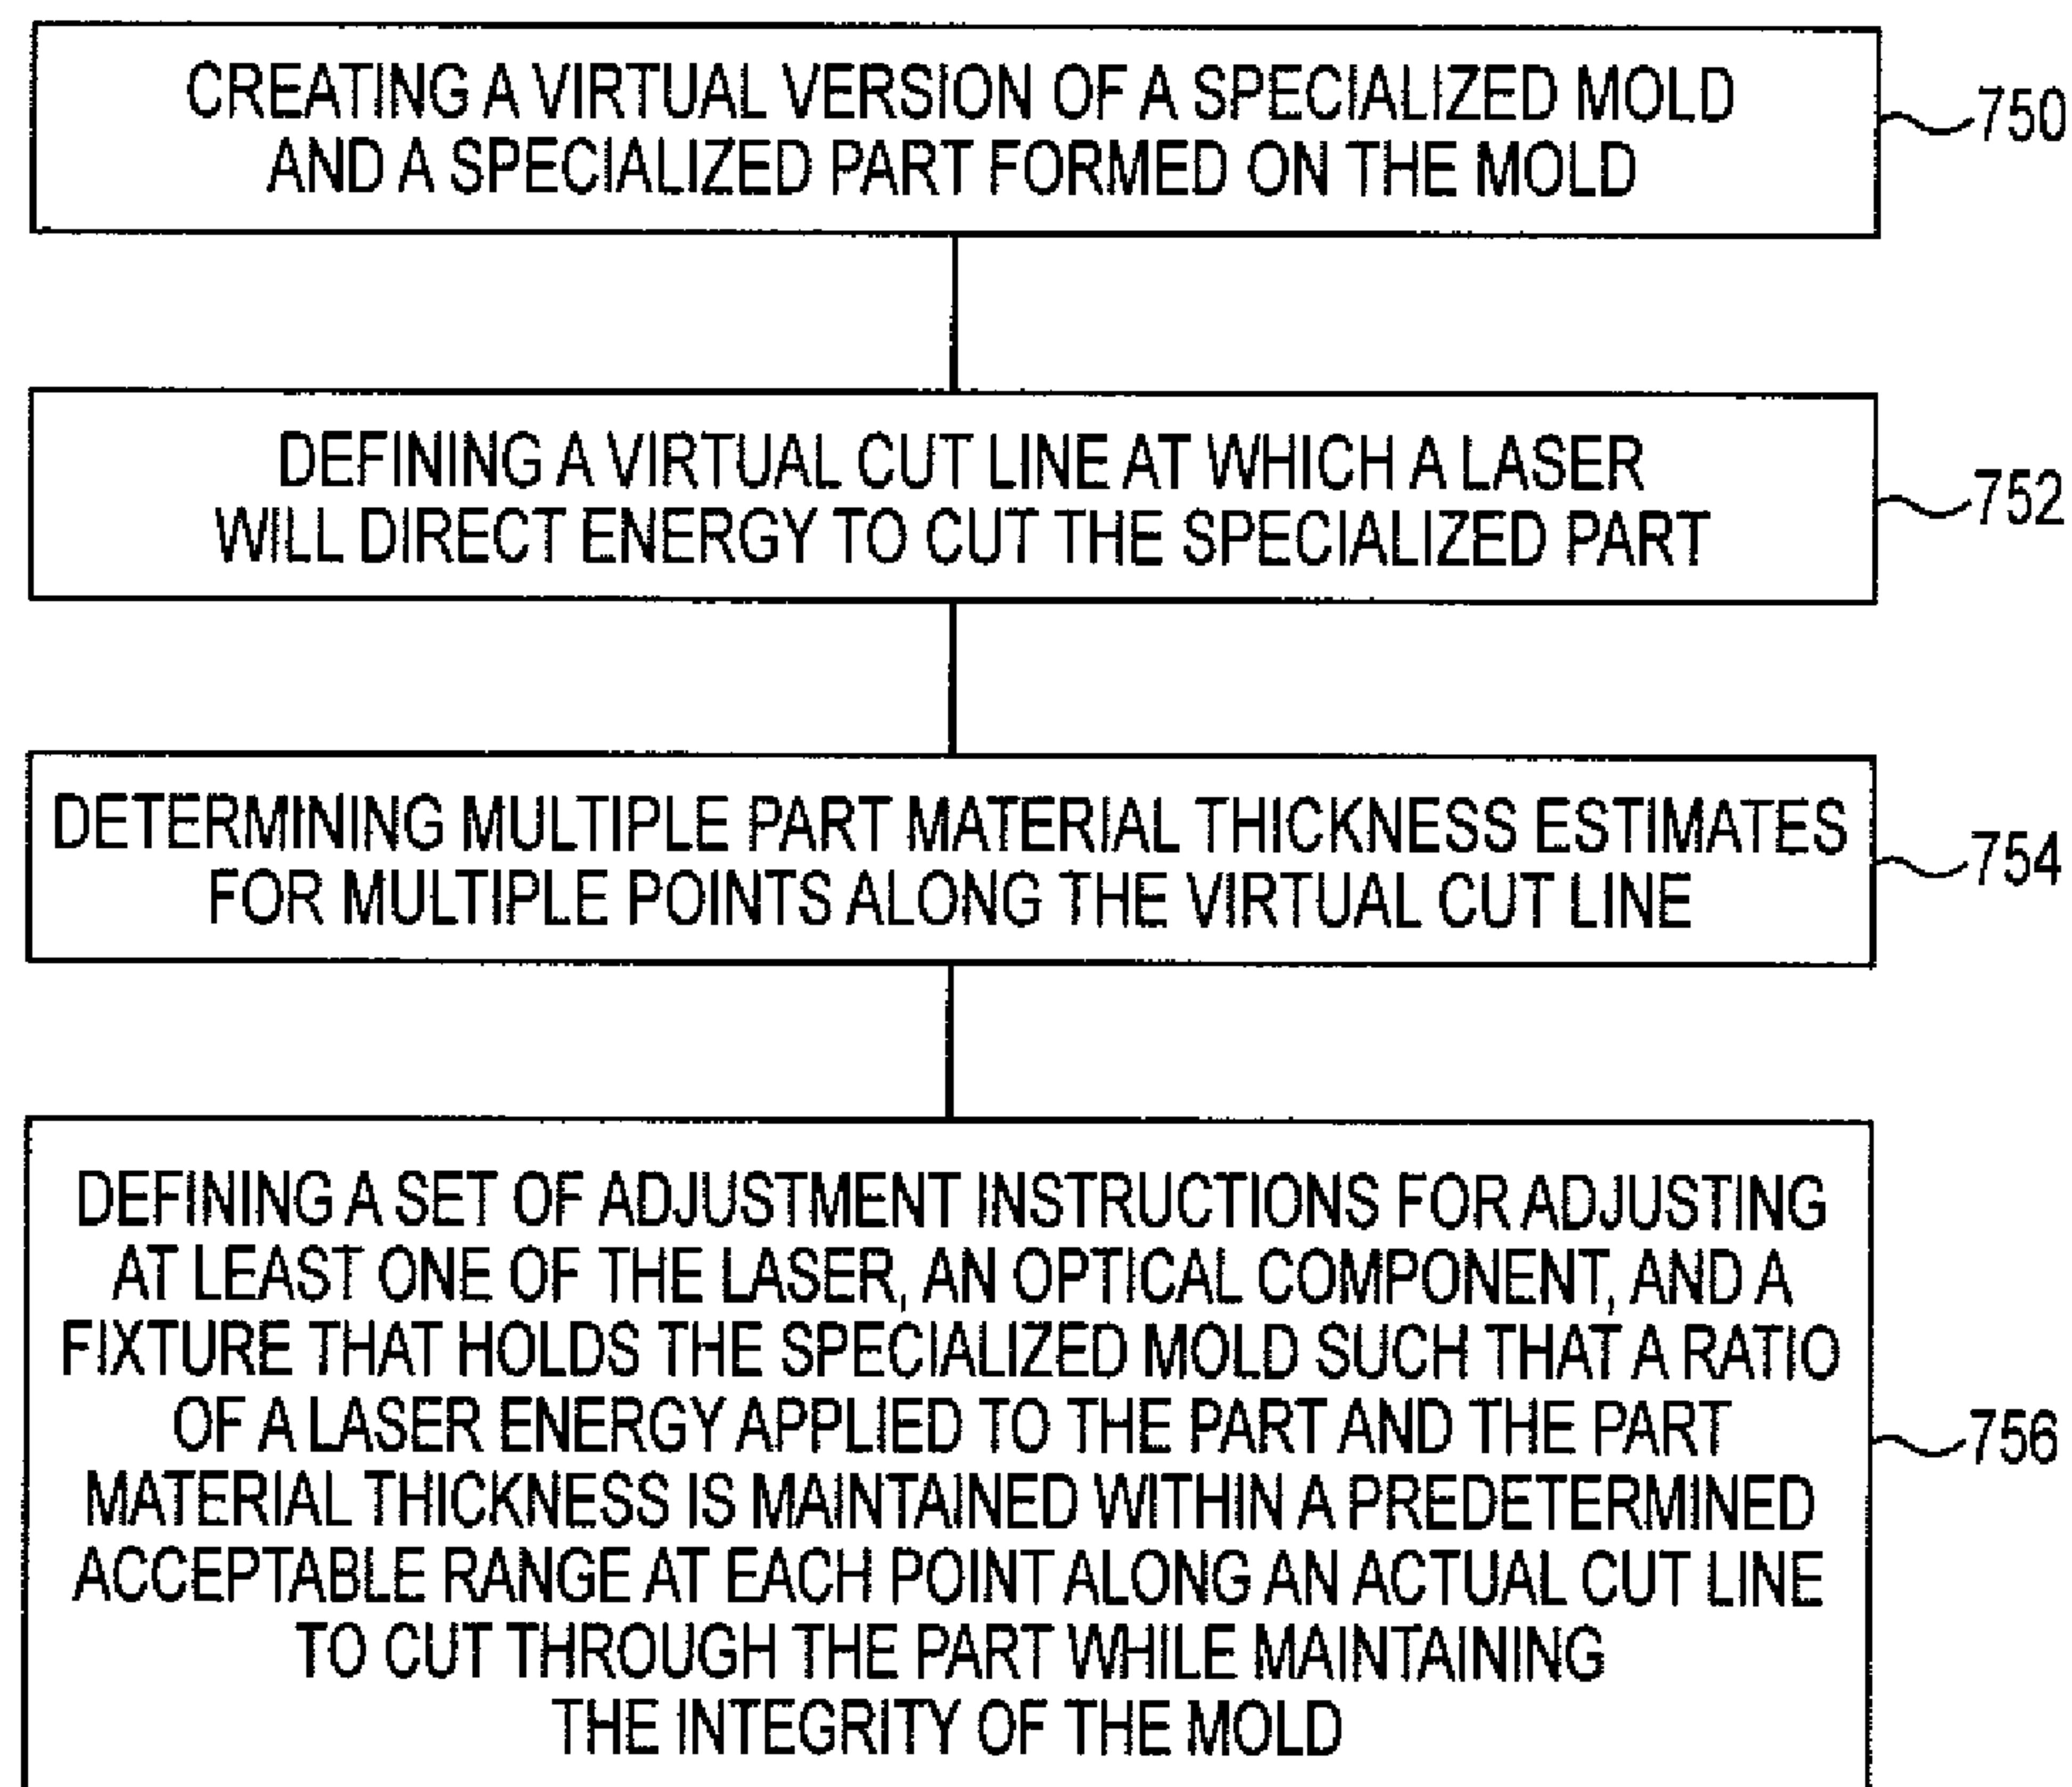 CREATING A VIRTUAL VERSION OF A SPECIALIZED MOLD
AND A SPECIALIZED PART FORMED ON THE MOLD
750
DEFINING A VIRTUAL CUT LINE AT WHICH A LASER
WILL DIRECT ENERGY TO CUT THE SPECIALIZED PART
752
DETERMINING MULTIPLE PART MATERIAL THICKNESS ESTIMATES
FOR MULTIPLE POINTS ALONG THE VIRTUAL CUT LINE
754
DEFINING A SET OF ADJUSTMENT INSTRUCTIONS FOR ADJUSTING
AT LEAST ONE OF THE LASER, AN OPTICAL COMPONENT, AND A
FIXTURE THAT HOLDS THE SPECIALIZED MOLD SUCH THAT A RATIO
OF A LASER ENERGY APPLIED TO THE PART AND THE PART
MATERIAL THICKNESS IS MAINTAINED WITHIN A PREDETERMINED
ACCEPTABLE RANGE AT EACH POINT ALONG AN ACTUAL CUT LINE
TO CUT THROUGH THE PART WHILE MAINTAINING
THE INTEGRITY OF THE MOLD
756